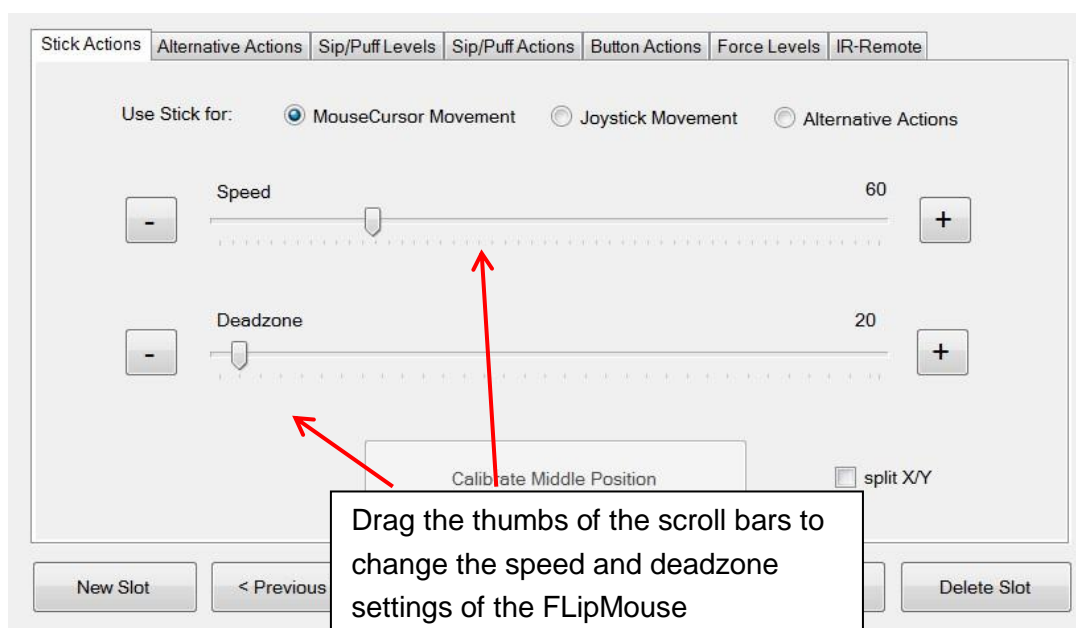 Stick Actions Alternative Actions Sip/Puff Levels Sip/Puff Actions Button Actions Force Levels IR-Remote
Use Stick for: MouseCursor Movement Joystick Movement Alternative Actions
Speed 60
- +
Deadzone 20
- +
Calibrate Middle Position split X/Y
Drag the thumbs of the scroll bars to
change the speed and deadzone
settings of the FLipMouse
New Slot < Previous Delete Slot